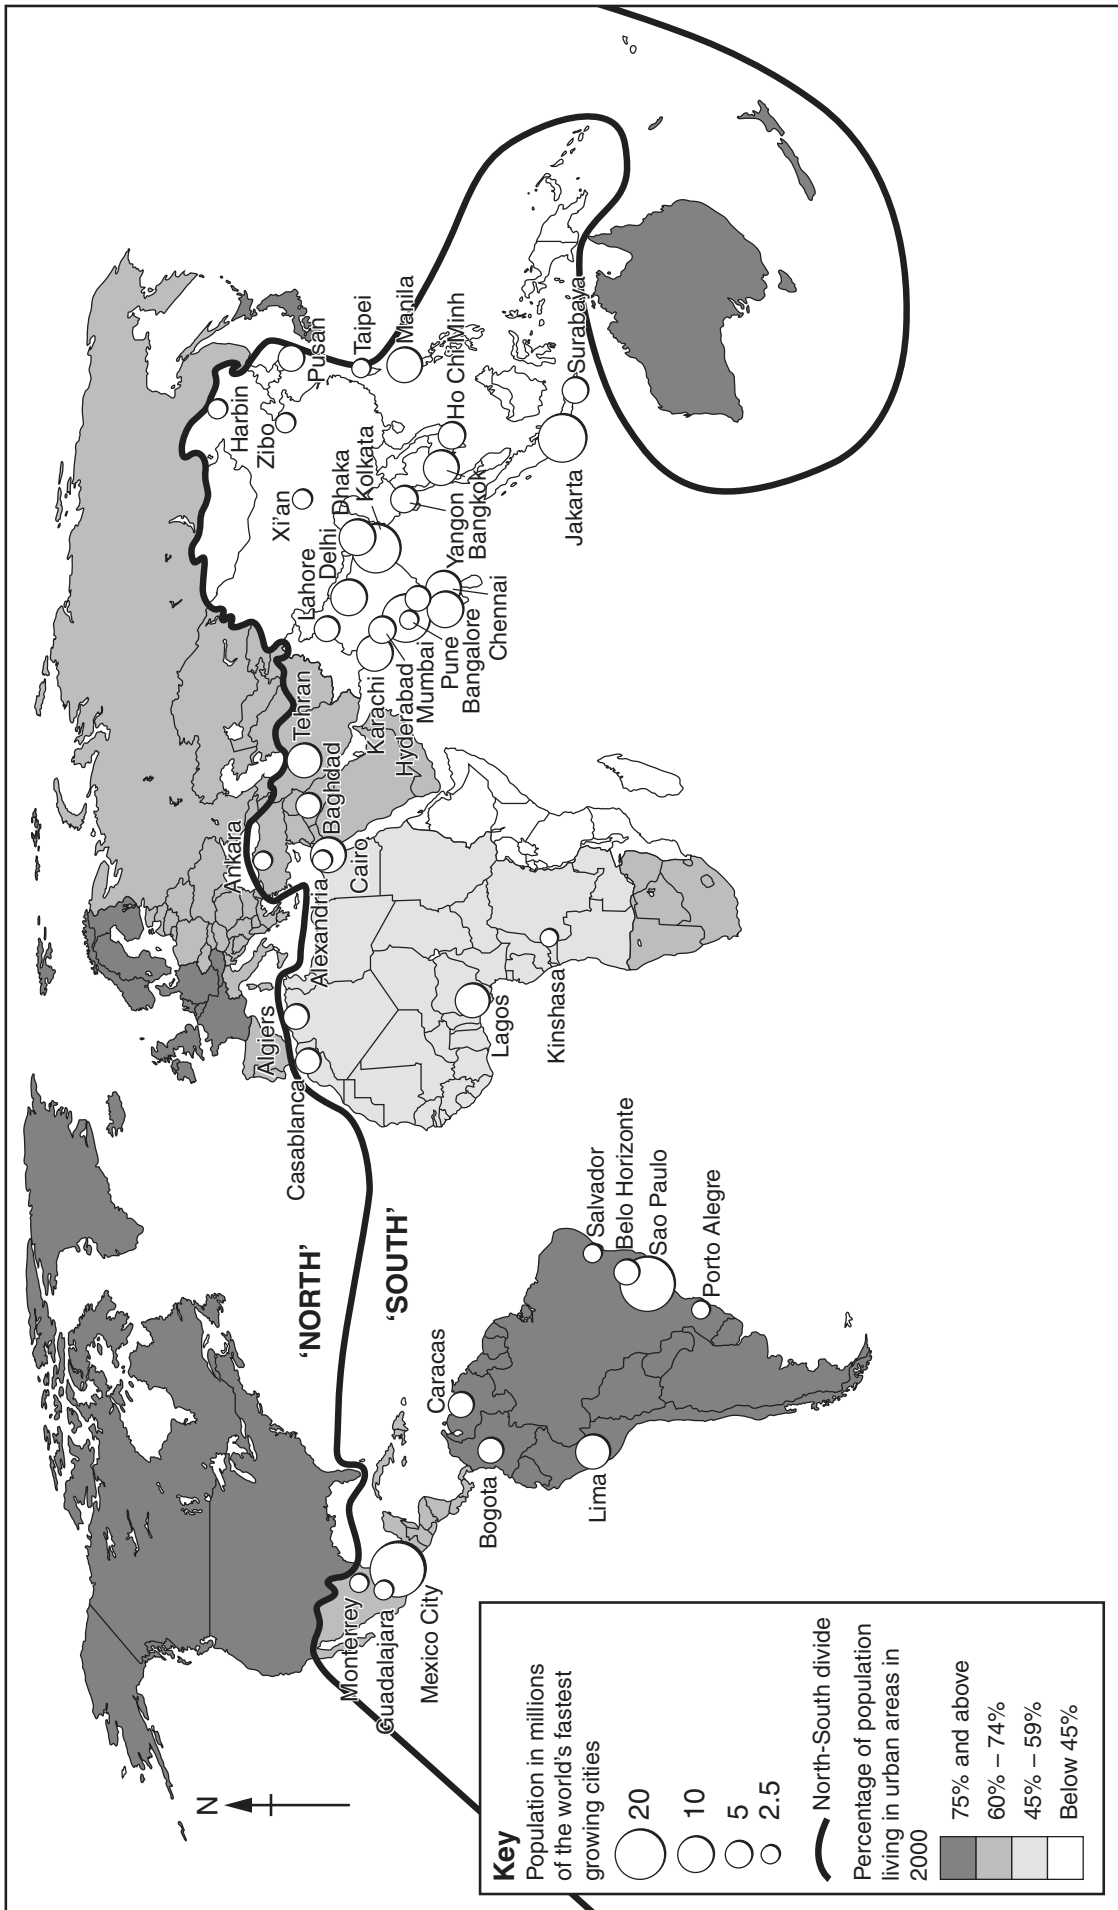 Harbin
Zibo
Pusan
Taipei
Manila
Xi'an
Dhaka
Kolkata
Ho Chi Minh
Surabaya
Lahore
Delhi
Yangon
Bangkok
Jakarta
Tehran
Karachi
Hyderabad
Mumbai
Pune
Bangalore
Chennai
Ankara
Baghdad
Cairo
Alexandria
Algiers
Casablanca
Lagos
Kinshasa
'NORTH'
'SOUTH'
Caracas
Bogota
Lima
Salvador
Belo Horizonte
Sao Paulo
Porto Alegre
Monterrey
Guadalajara
Mexico City
N
Key
Population in millions
of the world's fastest
growing cities
20
10
5
2.5
North-South divide
Percentage of population
living in urban areas in
2000
75% and above
60% – 74%
45% – 59%
Below 45%